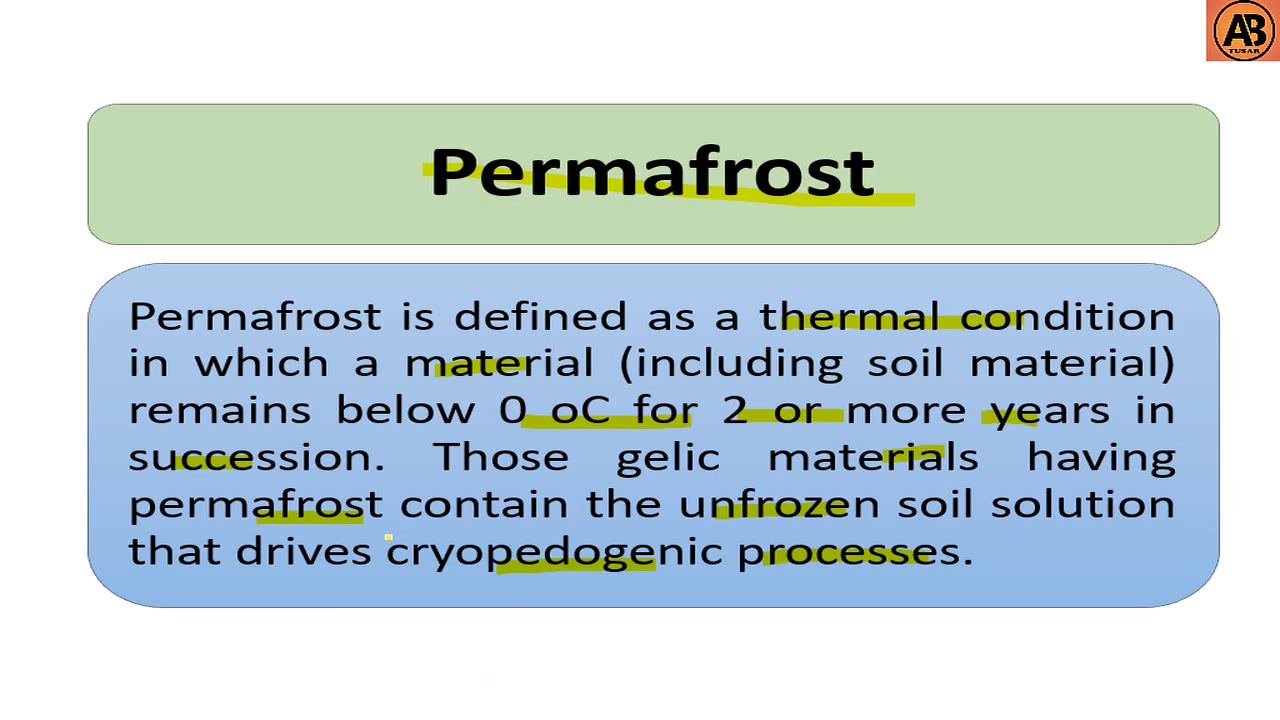 AB
TUSAR
Permafrost
Permafrost is defined as a thermal condition
in which a material (including soil material)
remains below 0 oC for 2 or more years in
succession. Those gelic materials having
permafrost contain the unfrozen soil solution
that drives cryopedogenic processes.